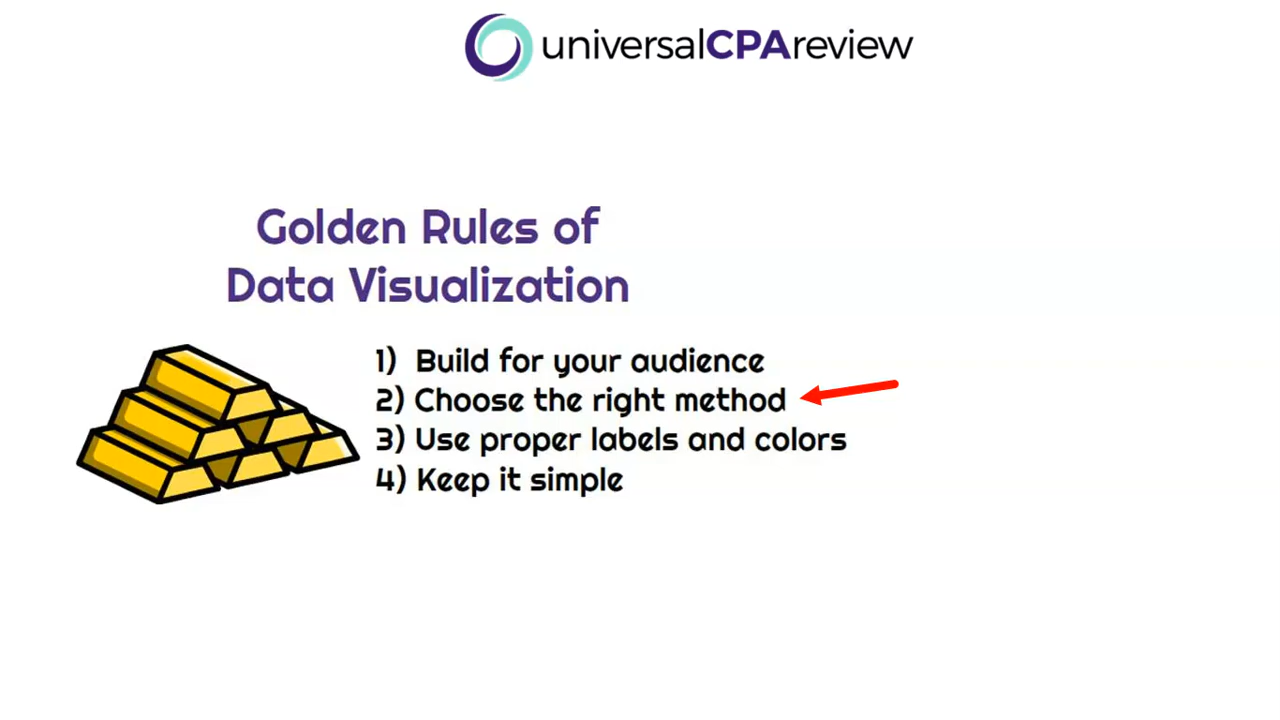 universalCPAreview
Golden Rules of
Data Visualization
1) Build for your audience
2) Choose the right method
3) Use proper labels and colors
4) Keep it simple